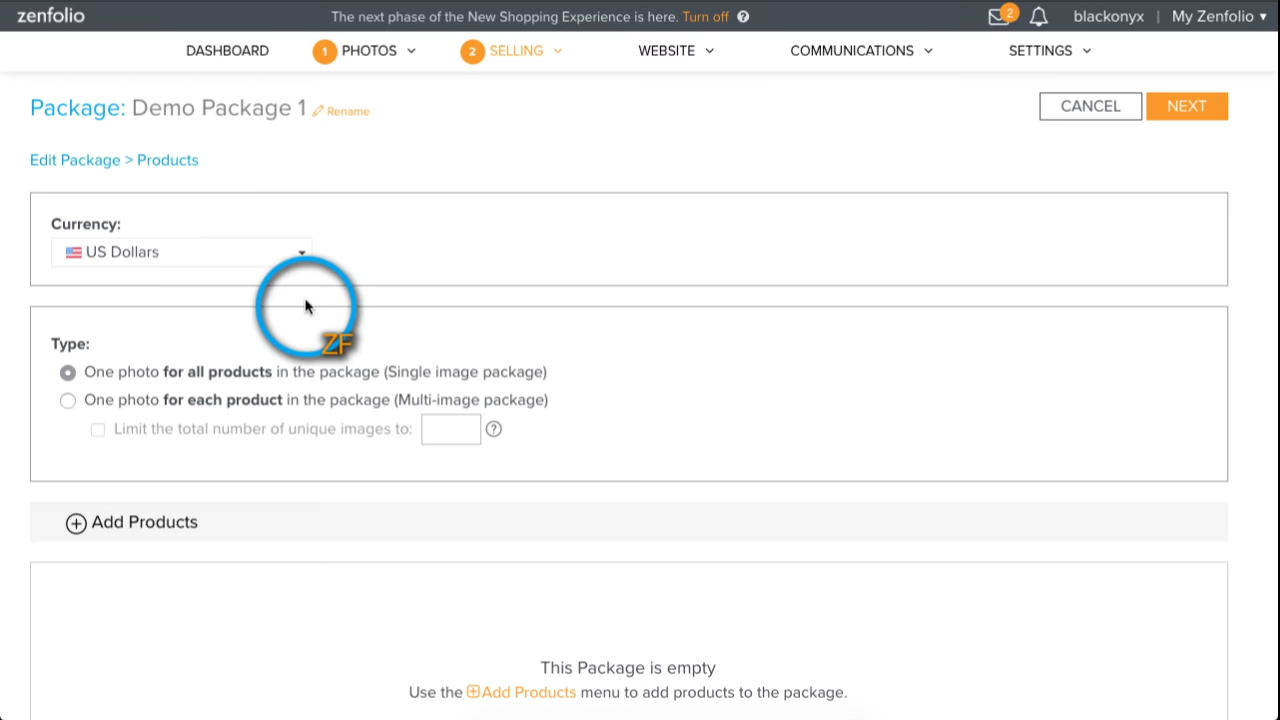 zenfolio
The next phase of the New Shopping Experience is here. Turn off ?
2
blackonyx | My Zenfolio ▾
DASHBOARD
1 PHOTOS
2 SELLING
WEBSITE
COMMUNICATIONS
SETTINGS
Package: Demo Package 1 Rename
CANCEL
NEXT
Edit Package > Products
Currency:
US Dollars
ZF
Type:
One photo for all products in the package (Single image package)
One photo for each product in the package (Multi-image package)
Limit the total number of unique images to: ?
Add Products
This Package is empty
Use the Add Products menu to add products to the package.